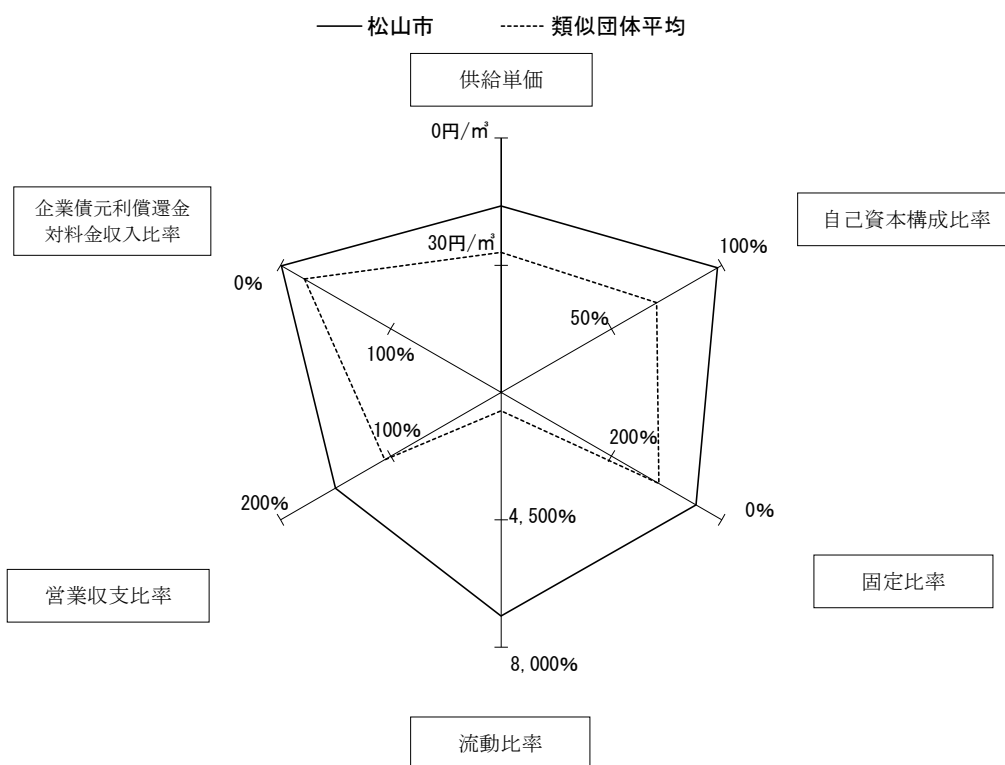 松山市 類似団体平均
供給単価
0円/㎥
企業債元利償還金
対料金収入比率
自己資本構成比率
100%
30円/㎥
0%
50%
100%
100%
200%
200%
4,500%
0%
営業収支比率
固定比率
8,000%
流動比率